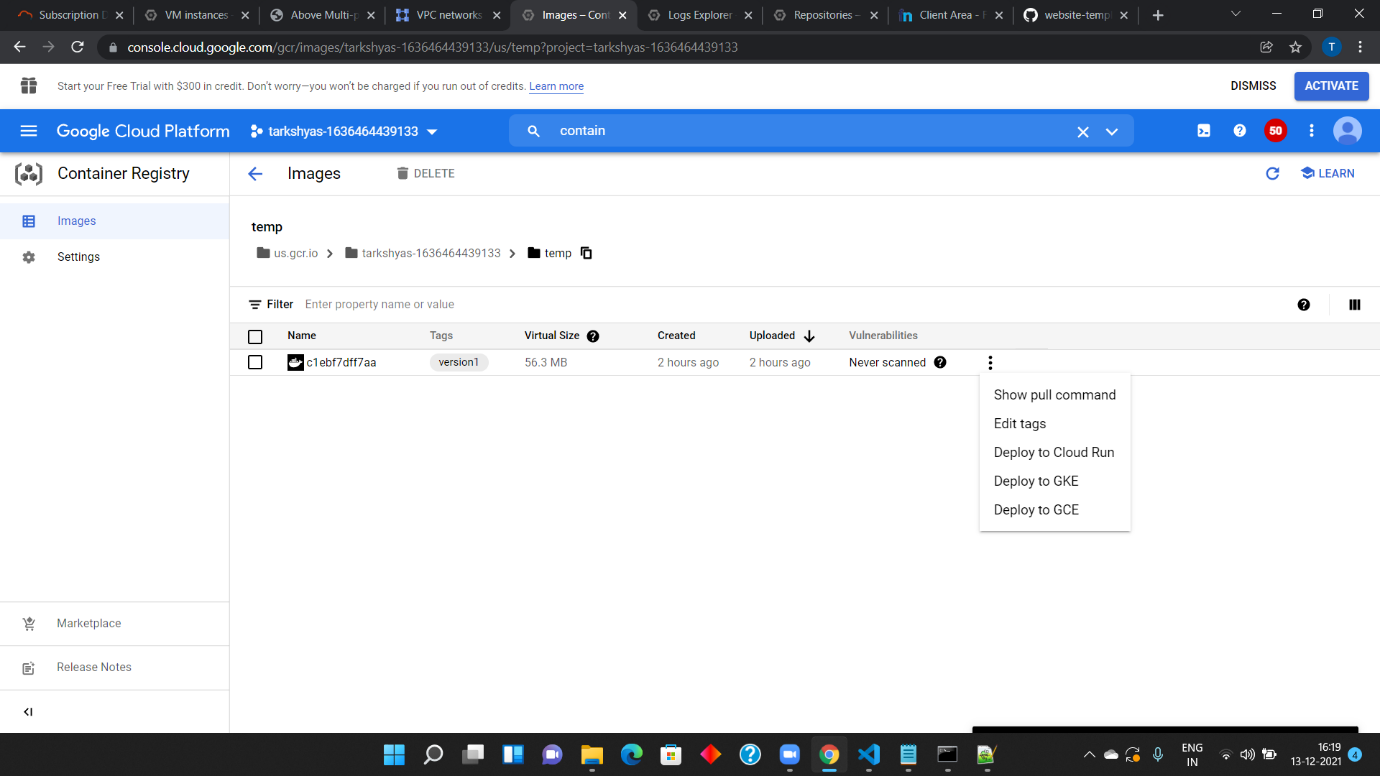 Subscription D
VM instances
Above Multi-p
VPC networks
Images – Cont
Logs Explorer
Repositories –
Client Area - F
website-templ
console.cloud.google.com/gcr/images/tarkshyas-1636464439133/us/temp?project=tarkshyas-1636464439133
T
Start your Free Trial with $300 in credit. Don't worry—you won't be charged if you run out of credits. Learn more
DISMISS
ACTIVATE
Google Cloud Platform
tarkshyas-1636464439133
contain
50
Container Registry
Images
DELETE
LEARN
Images
Settings
temp
us.gcr.io
tarkshyas-1636464439133
temp
Filter
Enter property name or value
Name Tags Virtual Size Created Uploaded Vulnerabilities
c1ebf7dff7aa version1 56.3 MB 2 hours ago 2 hours ago Never scanned
Show pull command
Edit tags
Deploy to Cloud Run
Deploy to GKE
Deploy to GCE
Marketplace
Release Notes
ENG
IN
16:19
13-12-2021
4